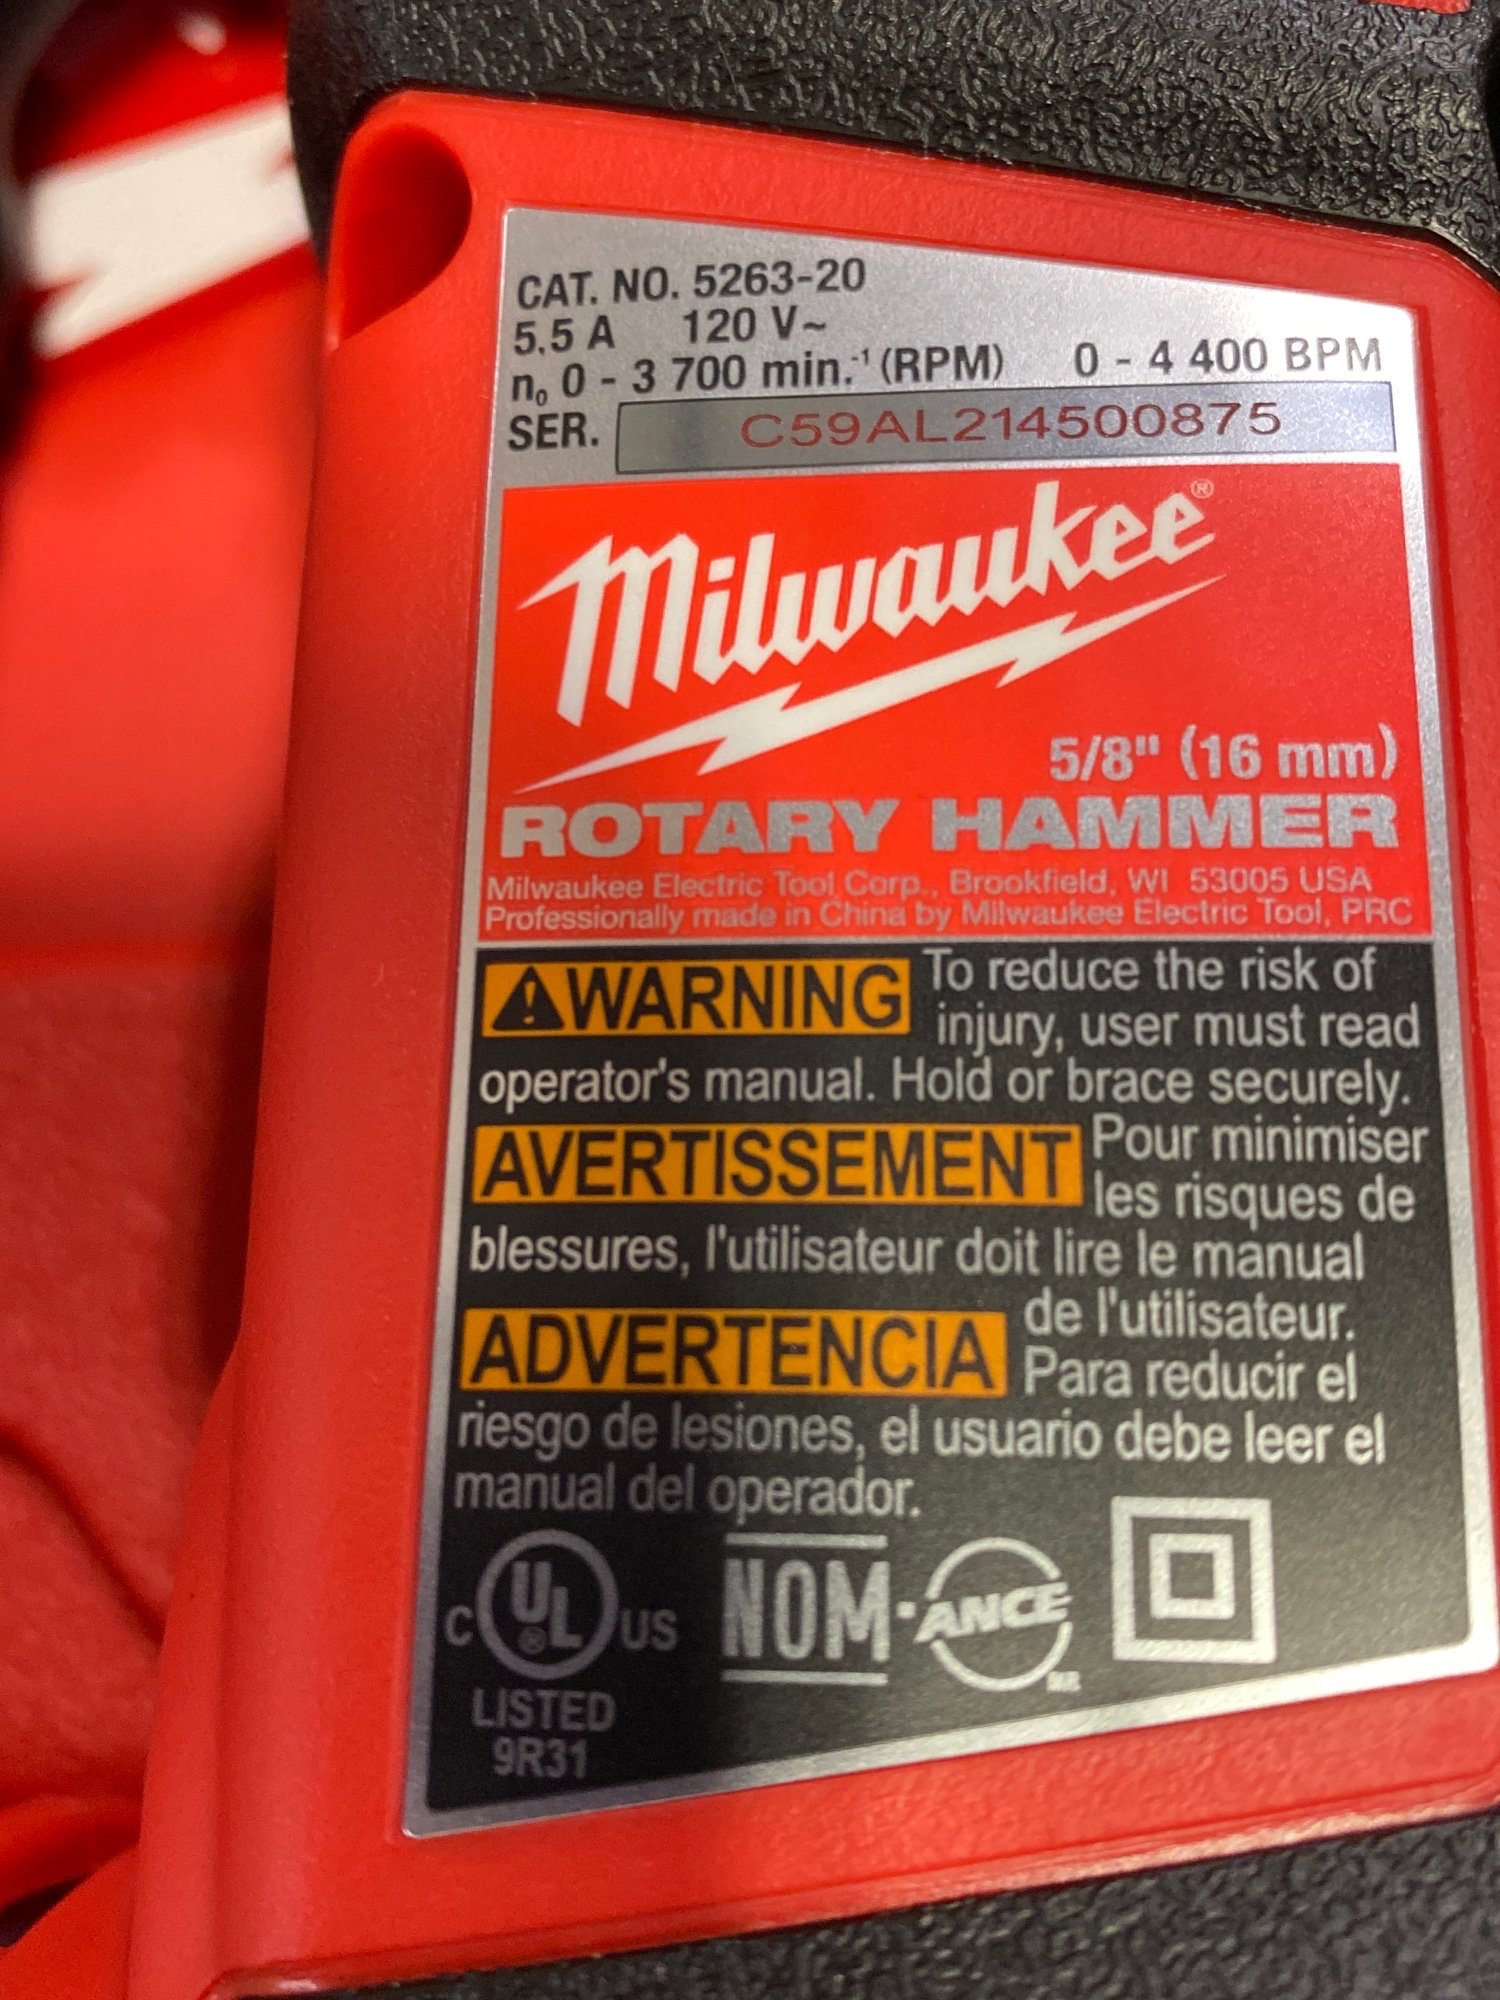 CAT. NO. 5263-20
5.5 A 120 V~
n₀ 0 - 3 700 min.⁻¹ (RPM) 0 - 4 400 BPM
SER. C59AL214500875
Milwaukee®
5/8" (16 mm)
ROTARY HAMMER
Milwaukee Electric Tool Corp., Brookfield, WI 53005 USA
Professionally made in China by Milwaukee Electric Tool, PRC
WARNING To reduce the risk of
injury, user must read
operator's manual. Hold or brace securely.
AVERTISSEMENT Pour minimiser
les risques de
blessures, l'utilisateur doit lire le manual
de l'utilisateur.
ADVERTENCIA Para reducir el
riesgo de lesiones, el usuario debe leer el
manual del operador.
C UL® US NOM-ANCE
LISTED
9R31